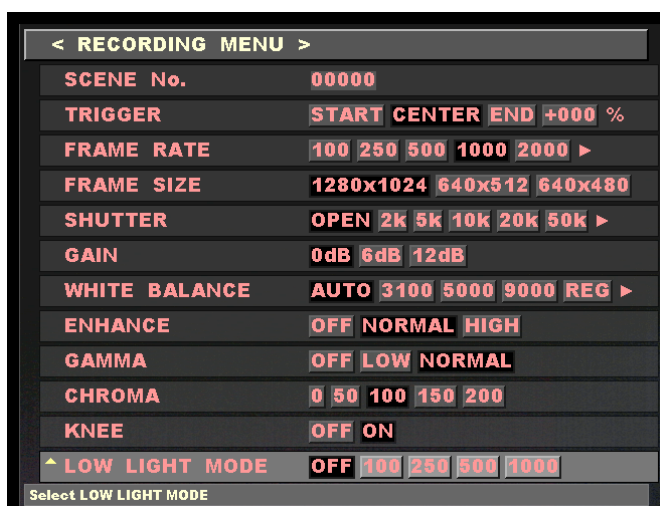 < RECORDING MENU >
SCENE No. 00000
TRIGGER START CENTER END +000 %
FRAME RATE 100 250 500 1000 2000 ►
FRAME SIZE 1280x1024 640x512 640x480
SHUTTER OPEN 2k 5k 10k 20k 50k ►
GAIN 0dB 6dB 12dB
WHITE BALANCE AUTO 3100 5000 9000 REG ►
ENHANCE OFF NORMAL HIGH
GAMMA OFF LOW NORMAL
CHROMA 0 50 100 150 200
KNEE OFF ON
LOW LIGHT MODE OFF 100 250 500 1000
Select LOW LIGHT MODE